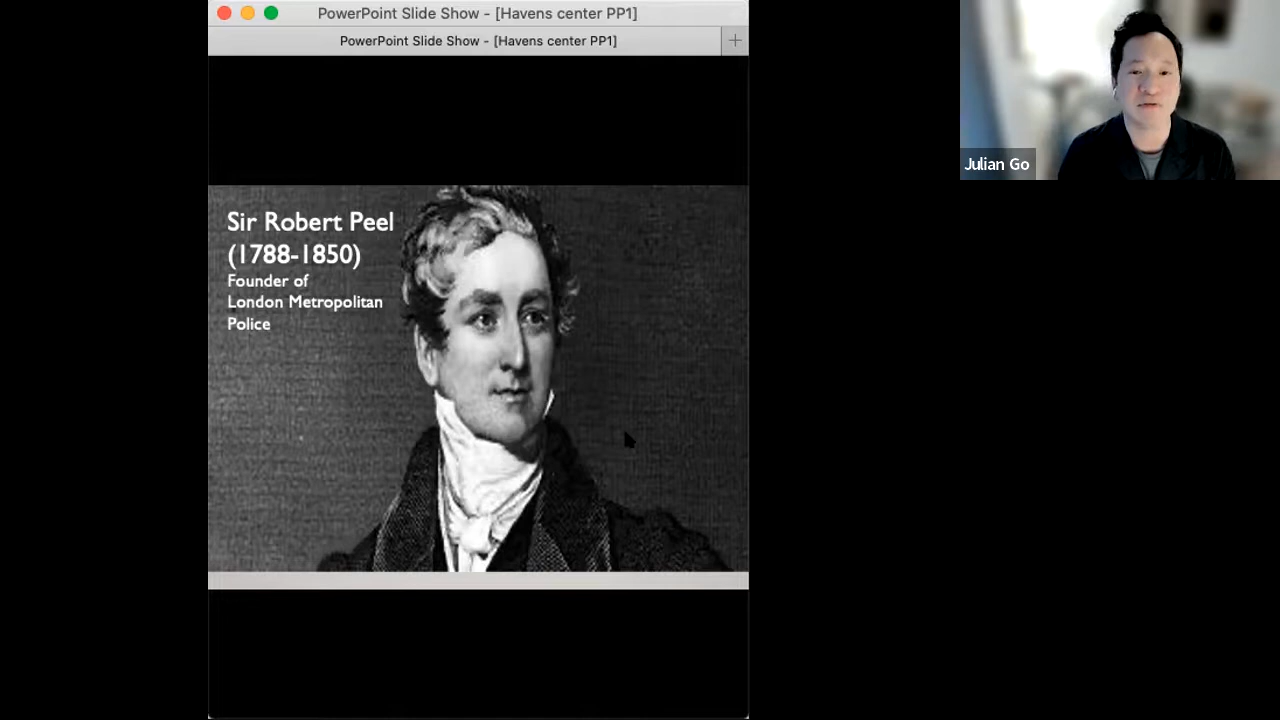 PowerPoint Slide Show - [Havens center PP1]
PowerPoint Slide Show - [Havens center PP1]
Sir Robert Peel
(1788-1850)
Founder of
London Metropolitan
Police
Julian Go